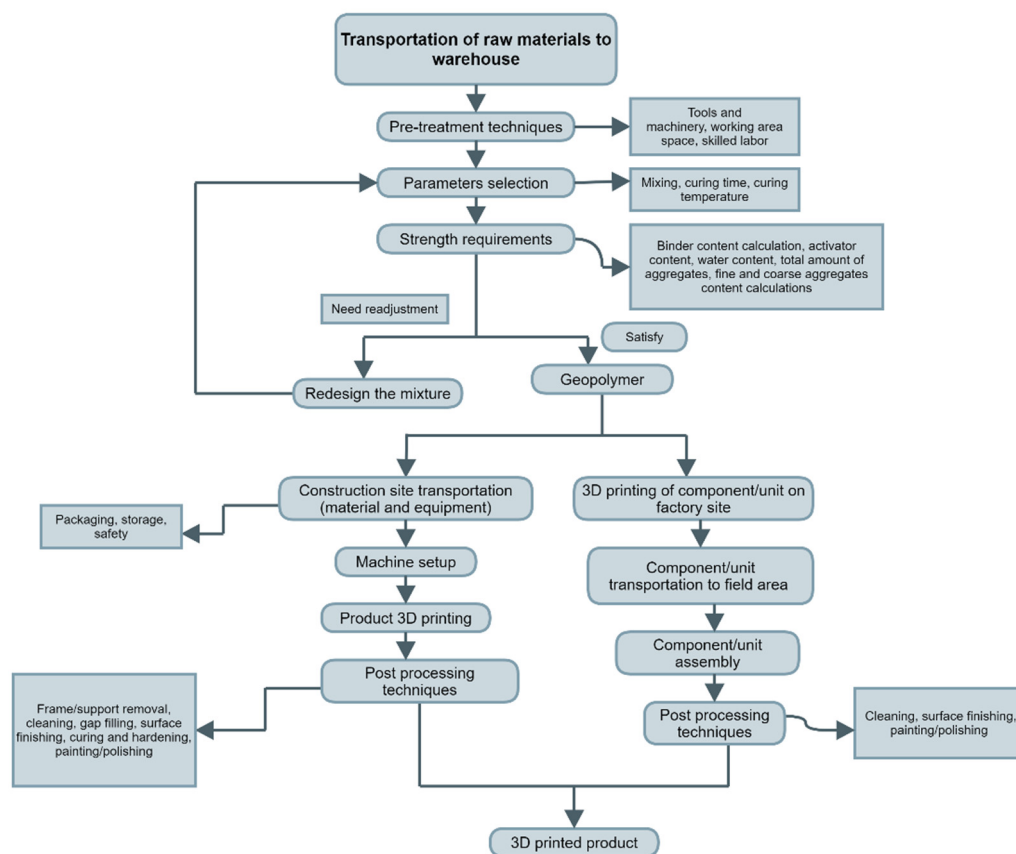 Transportation of raw materials to
warehouse
Pre-treatment techniques
Tools and
machinery, working area
space, skilled labor
Parameters selection
Mixing, curing time, curing
temperature
Strength requirements
Binder content calculation, activator
content, water content, total amount of
aggregates, fine and coarse aggregates
content calculations
Need readjustment
Satisfy
Redesign the mixture
Geopolymer
Construction site transportation
(material and equipment)
3D printing of component/unit on
factory site
Packaging, storage,
safety
Machine setup
Component/unit
transportation to field area
Product 3D printing
Component/unit
assembly
Post processing
techniques
Frame/support removal,
cleaning, gap filling, surface
finishing, curing and hardening,
painting/polishing
Post processing
techniques
Cleaning, surface finishing,
painting/polishing
3D printed product